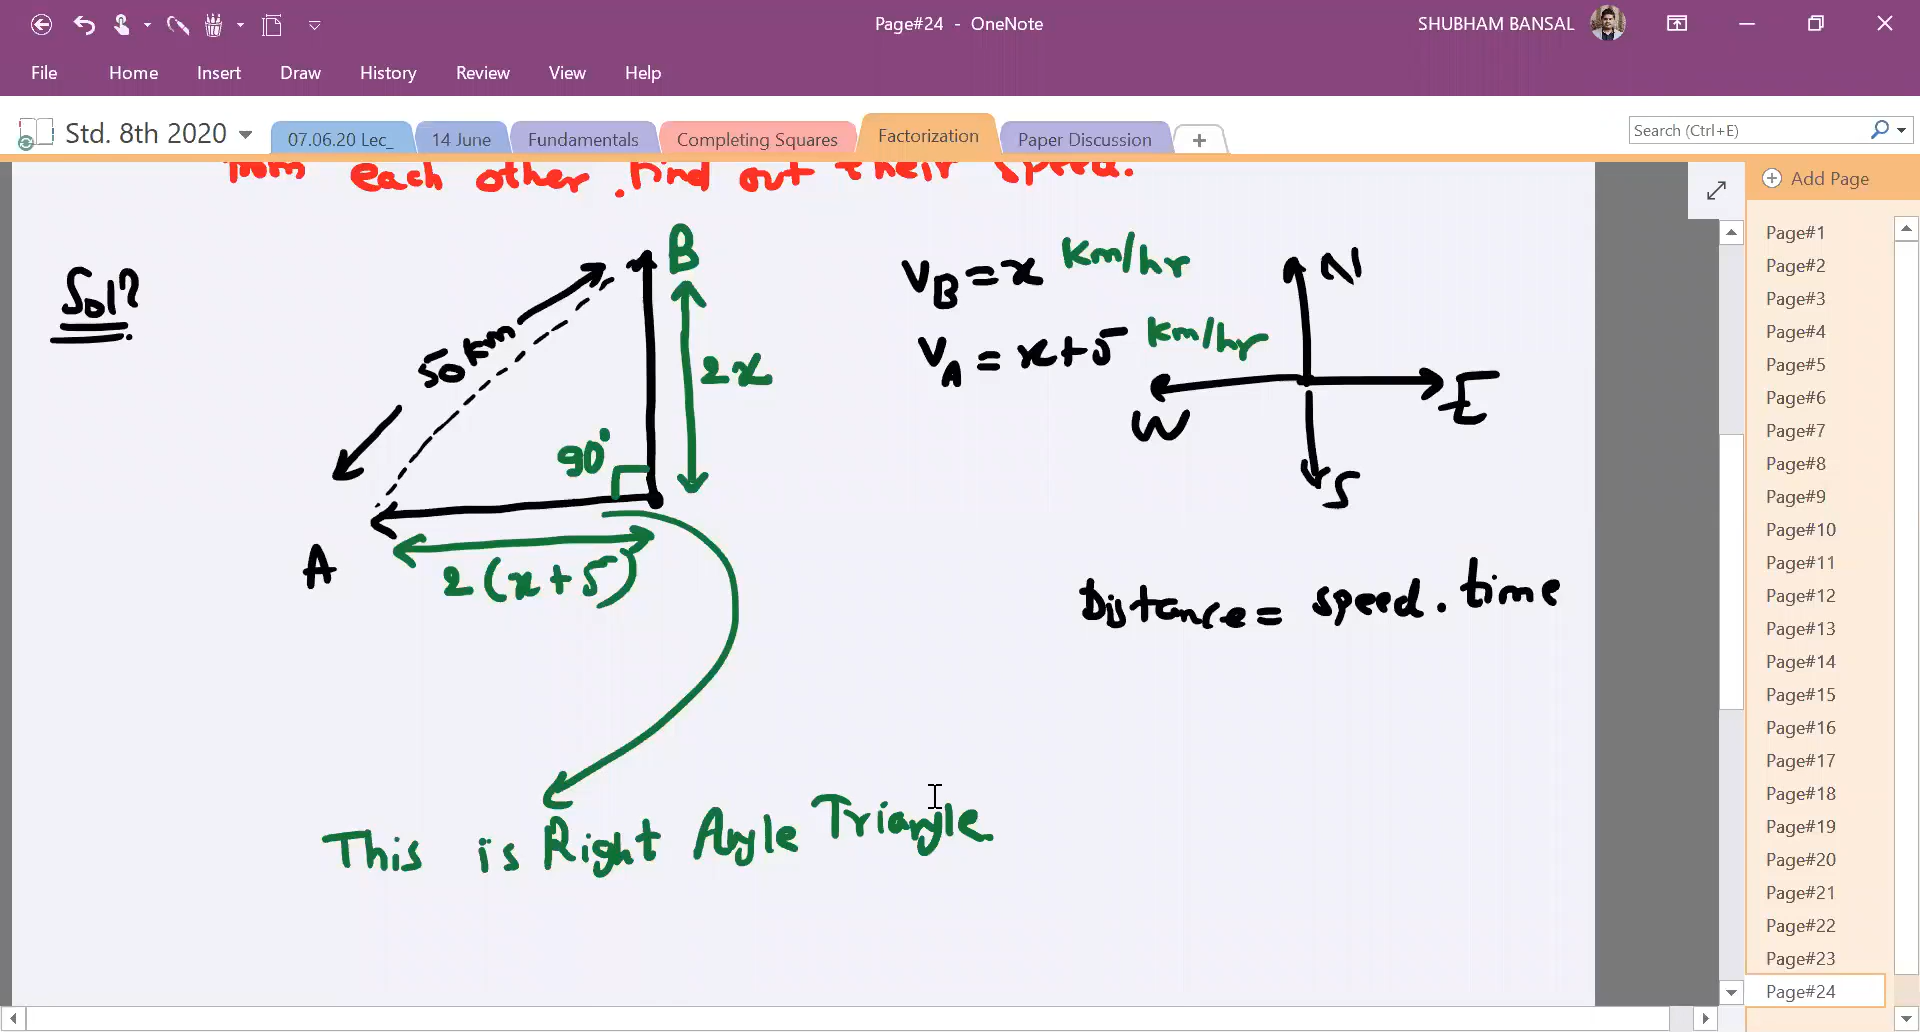 Page#24 - OneNote
SHUBHAM BANSAL
File Home Insert Draw History Review View Help
Std. 8th 2020
07.06.20 Lec_
14 June
Fundamentals
Completing Squares
Factorization
Paper Discussion
+
Search (Ctrl+E)
from each other. Find out their speed.
Add Page
Page#1
Page#2
Page#3
Page#4
Page#5
Page#6
Page#7
Page#8
Page#9
Page#10
Page#11
Page#12
Page#13
Page#14
Page#15
Page#16
Page#17
Page#18
Page#19
Page#20
Page#21
Page#22
Page#23
Page#24
Solⁿ
B
50 km
2x
90°
A
2(x+5)
V_B = x km/hr
V_A = x+5 km/hr
N
W
E
S
Distance = speed . time
This is Right Angle Triangle